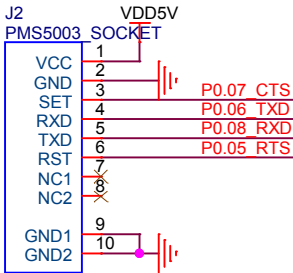 J2
VDD5V
PMS5003_SOCKET
VCC 1
GND 2
SET 3 P0.07_CTS
RXD 4 P0.06_TXD
TXD 5 P0.08_RXD
RST 6 P0.05_RTS
NC1 7
NC2 8
GND1 9
GND2 10